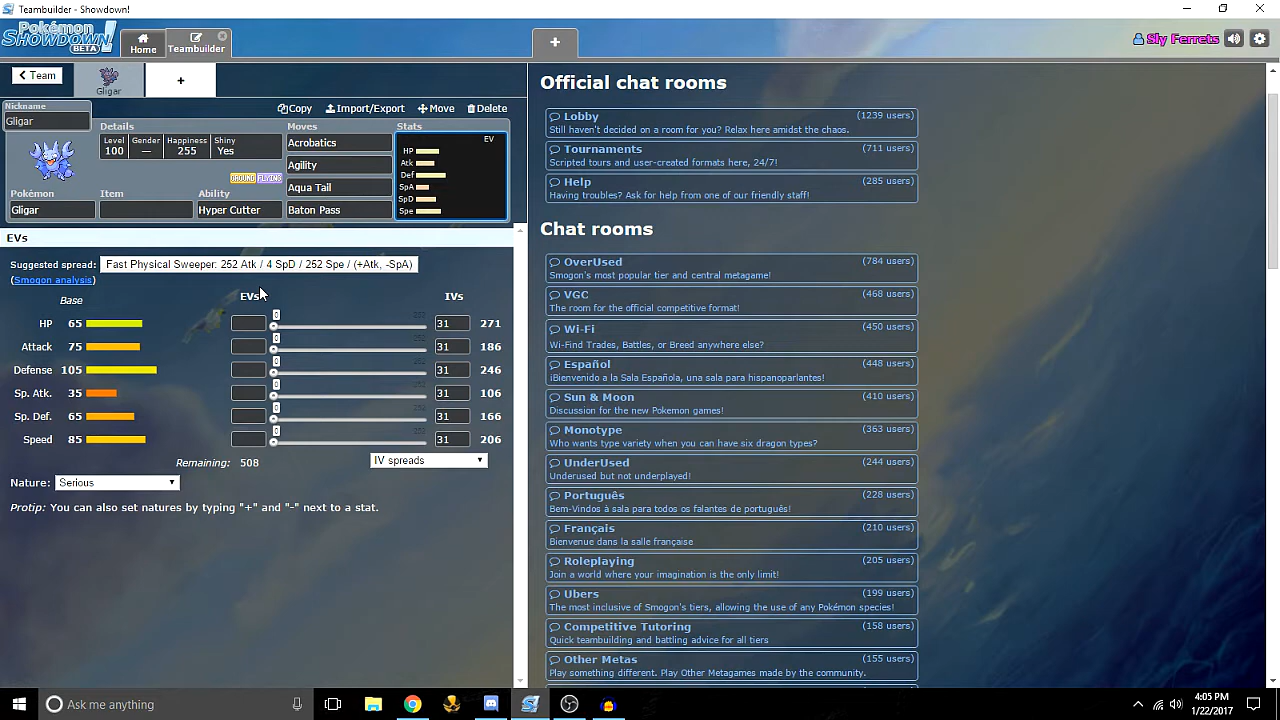 Teambuilder - Showdown!
Pokémon
SHOWDOWN!
BETA
Home
Teambuilder
+
Sly Ferrets
Team
Gligar
+
Nickname
Gligar
Copy
Import/Export
Move
Delete
Details
Level
100
Gender
—
Happiness
255
Shiny
Yes
GROUND
FLYING
Pokémon
Gligar
Item
Ability
Hyper Cutter
Moves
Acrobatics
Agility
Aqua Tail
Baton Pass
Stats
EV
HP
Atk
Def
SpA
SpD
Spe
EVs
Suggested spread:
Fast Physical Sweeper: 252 Atk / 4 SpD / 252 Spe / (+Atk, -SpA)
(Smogon analysis)
Base
EVs
IVs
HP 65 0 252 31 271
Attack 75 0 252 31 186
Defense 105 0 252 31 246
Sp. Atk. 35 0 252 31 106
Sp. Def. 65 0 252 31 166
Speed 85 0 252 31 206
Remaining: 508
IV spreads
Nature: Serious
Protip: You can also set natures by typing "+" and "-" next to a stat.
Official chat rooms
Lobby (1239 users)
Still haven't decided on a room for you? Relax here amidst the chaos.
Tournaments (711 users)
Scripted tours and user-created formats here, 24/7!
Help (285 users)
Having troubles? Ask for help from one of our friendly staff!
Chat rooms
OverUsed (784 users)
Smogon's most popular tier and central metagame!
VGC (468 users)
The room for the official competitive format!
Wi-Fi (450 users)
Wi-Find Trades, Battles, or Breed anywhere else?
Español (448 users)
¡Bienvenido a la Sala Española, una sala para hispanoparlantes!
Sun & Moon (410 users)
Discussion for the new Pokemon games!
Monotype (363 users)
Who wants type variety when you can have six dragon types?
UnderUsed (244 users)
Underused but not underplayed!
Português (228 users)
Bem-Vindos à sala para todos os falantes de português!
Français (210 users)
Bienvenue dans la salle française
Roleplaying (205 users)
Join a world where your imagination is the only limit!
Ubers (199 users)
The most inclusive of Smogon's tiers, allowing the use of any Pokémon species!
Competitive Tutoring (158 users)
Quick teambuilding and battling advice for all tiers
Other Metas (155 users)
Play something different. Play Other Metagames made by the community.
Ask me anything
4:05 PM
1/22/2017